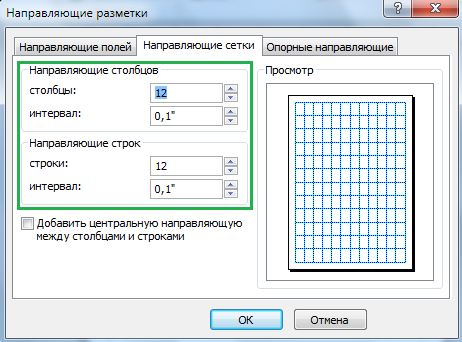 Направляющие разметки
Направляющие полей
Направляющие сетки
Опорные направляющие
Направляющие столбцов
столбцы:
12
интервал:
0,1"
Направляющие строк
строки:
12
интервал:
0,1"
Добавить центральную направляющую
между столбцами и строками
Просмотр
OK
Отмена